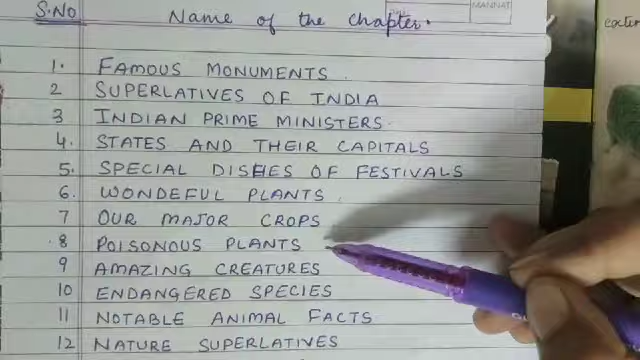 S.NO Name of the chapter.
MANNAT
1. FAMOUS MONUMENTS
2 SUPERLATIVES OF INDIA
3 INDIAN PRIME MINISTERS.
4. STATES AND THEIR CAPITALS
5. SPECIAL DISHES OF FESTIVALS
6. WONDEFUL PLANTS
7 OUR MAJOR CROPS
8 POISONOUS PLANTS
9 AMAZING CREATURES
10 ENDANGERED SPECIES
11 NOTABLE ANIMAL FACTS
12 NATURE SUPERLATIVES